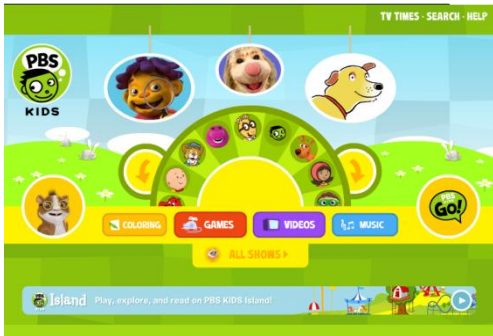 TV TIMES - SEARCH - HELP
PBS
KIDS
PBS
GO!
COLORING
GAMES
VIDEOS
MUSIC
ALL SHOWS
Island Play, explore, and read on PBS KIDS Island!